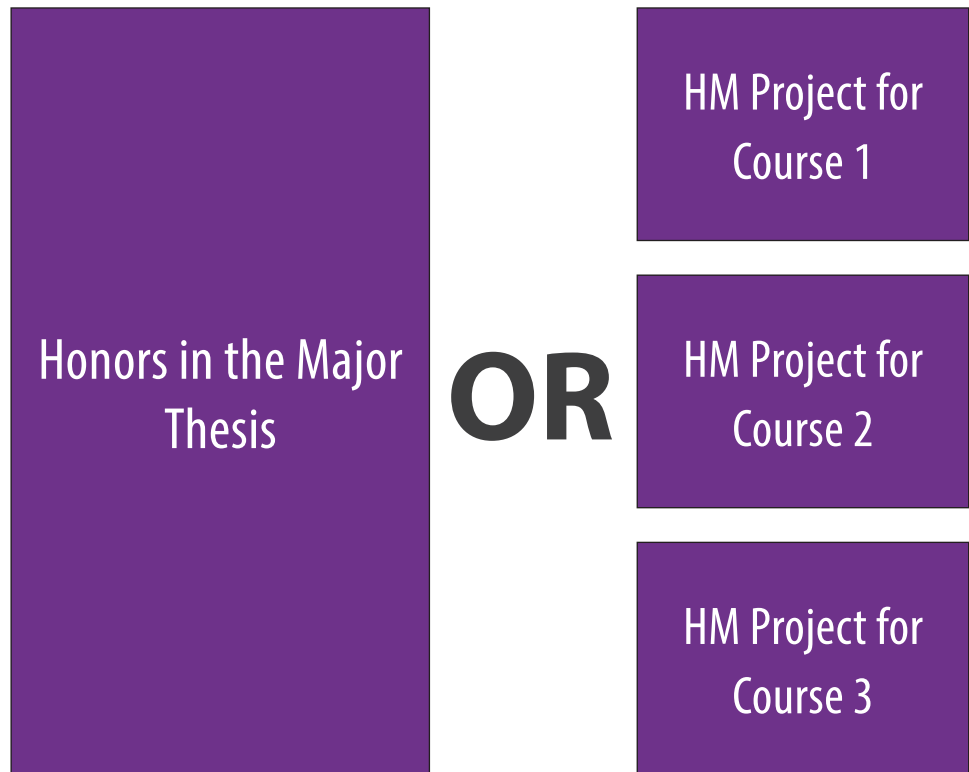 Honors in the Major
Thesis
OR
HM Project for
Course 1
HM Project for
Course 2
HM Project for
Course 3